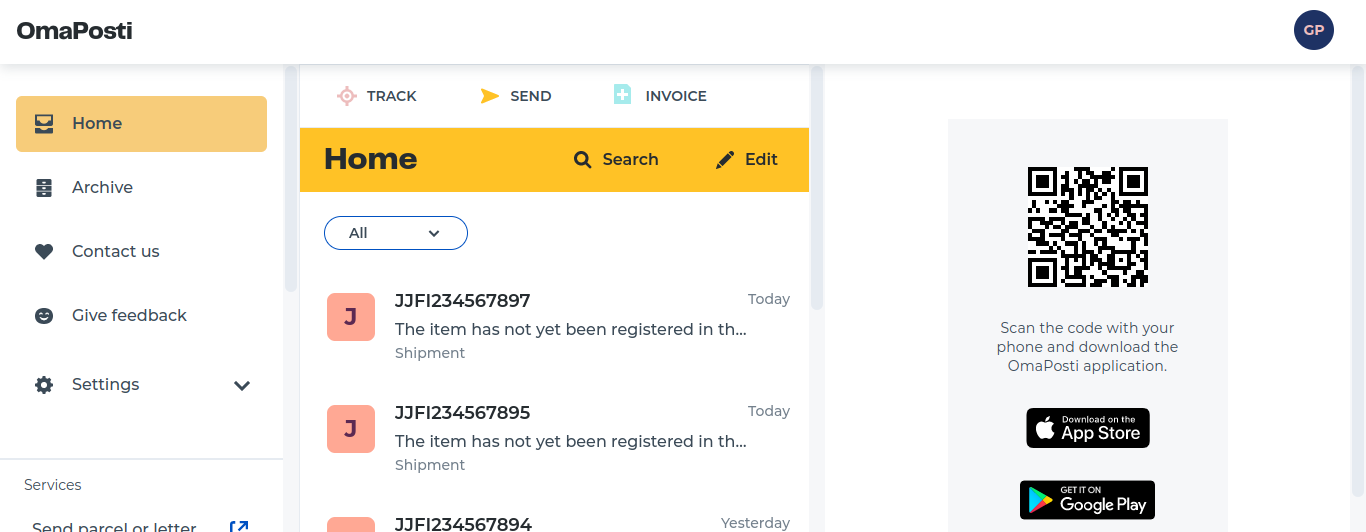 OmaPosti
GP
Home
Archive
Contact us
Give feedback
Settings
Services
Send parcel or letter
TRACK
SEND
INVOICE
Home
Search
Edit
All
JJFI234567897
Today
The item has not yet been registered in th...
Shipment
JJFI234567895
Today
The item has not yet been registered in th...
Shipment
JJFI234567894
Yesterday
J
J
Scan the code with your
phone and download the
OmaPosti application.
Download on the
App Store
GET IT ON
Google Play